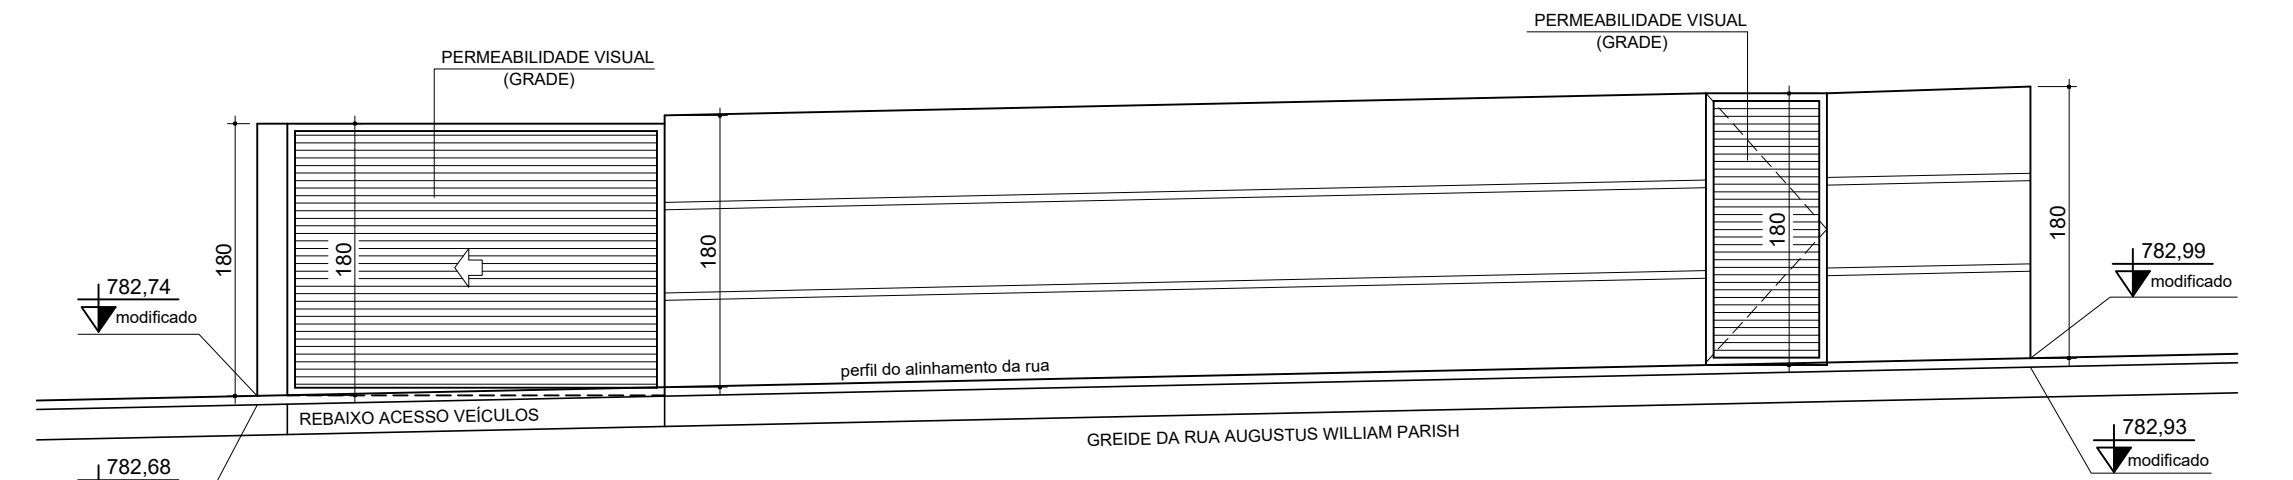 PERMEABILIDADE VISUAL
(GRADE)
PERMEABILIDADE VISUAL
(GRADE)
180
180
180
180
180
782,74
modificado
782,99
modificado
perfil do alinhamento da rua
REBAIXO ACESSO VEÍCULOS
GREIDE DA RUA AUGUSTUS WILLIAM PARISH
782,68
782,93
modificado